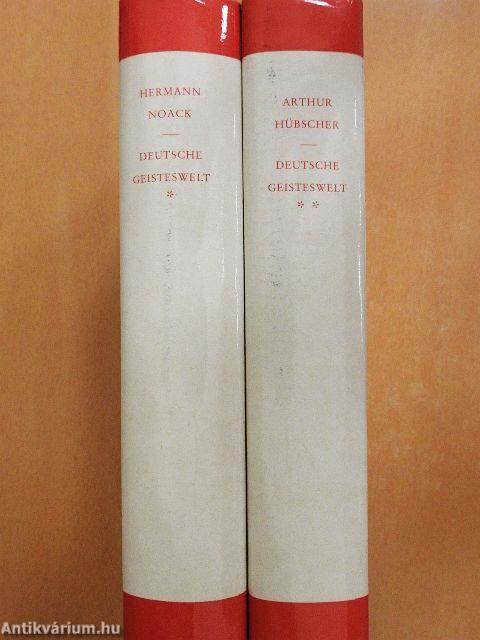 HERMANN
NOACK
DEUTSCHE
GEISTESWELT
*
ARTHUR
HÜBSCHER
DEUTSCHE
GEISTESWELT
* *
Antikvárium.hu